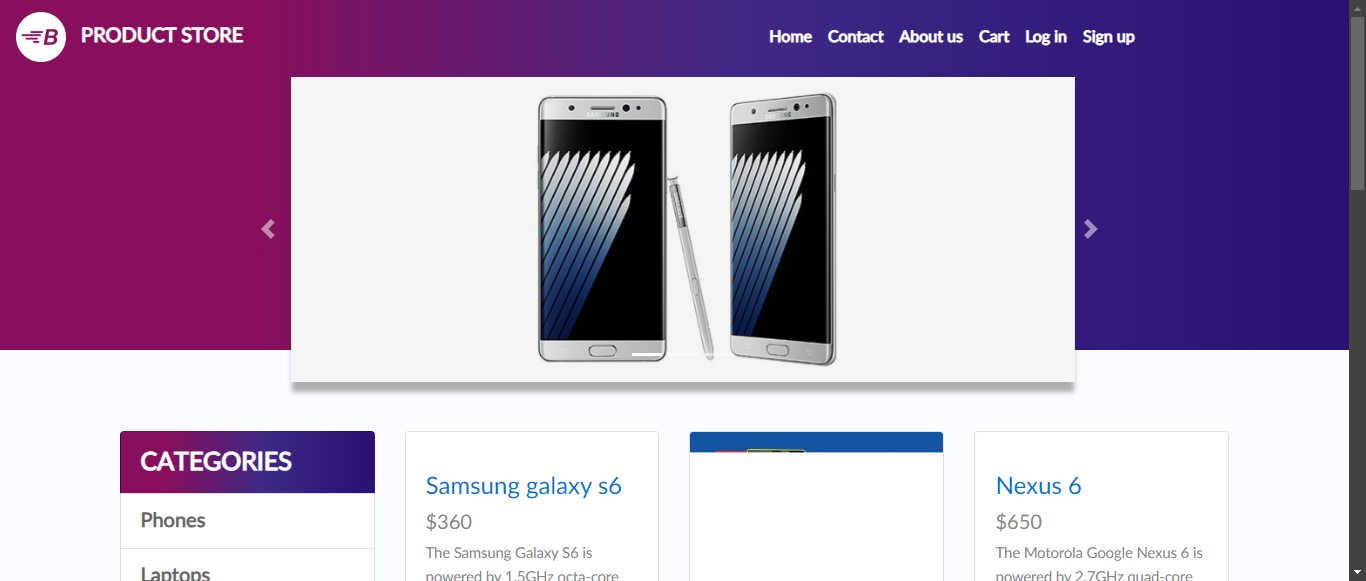 B PRODUCT STORE
Home Contact About us Cart Log in Sign up
SAMSUNG SAMSUNG
CATEGORIES
Phones
Laptops
Samsung galaxy s6
$360
The Samsung Galaxy S6 is
powered by 1.5GHz octa-core
Nexus 6
$650
The Motorola Google Nexus 6 is
powered by 2.7GHz quad-core